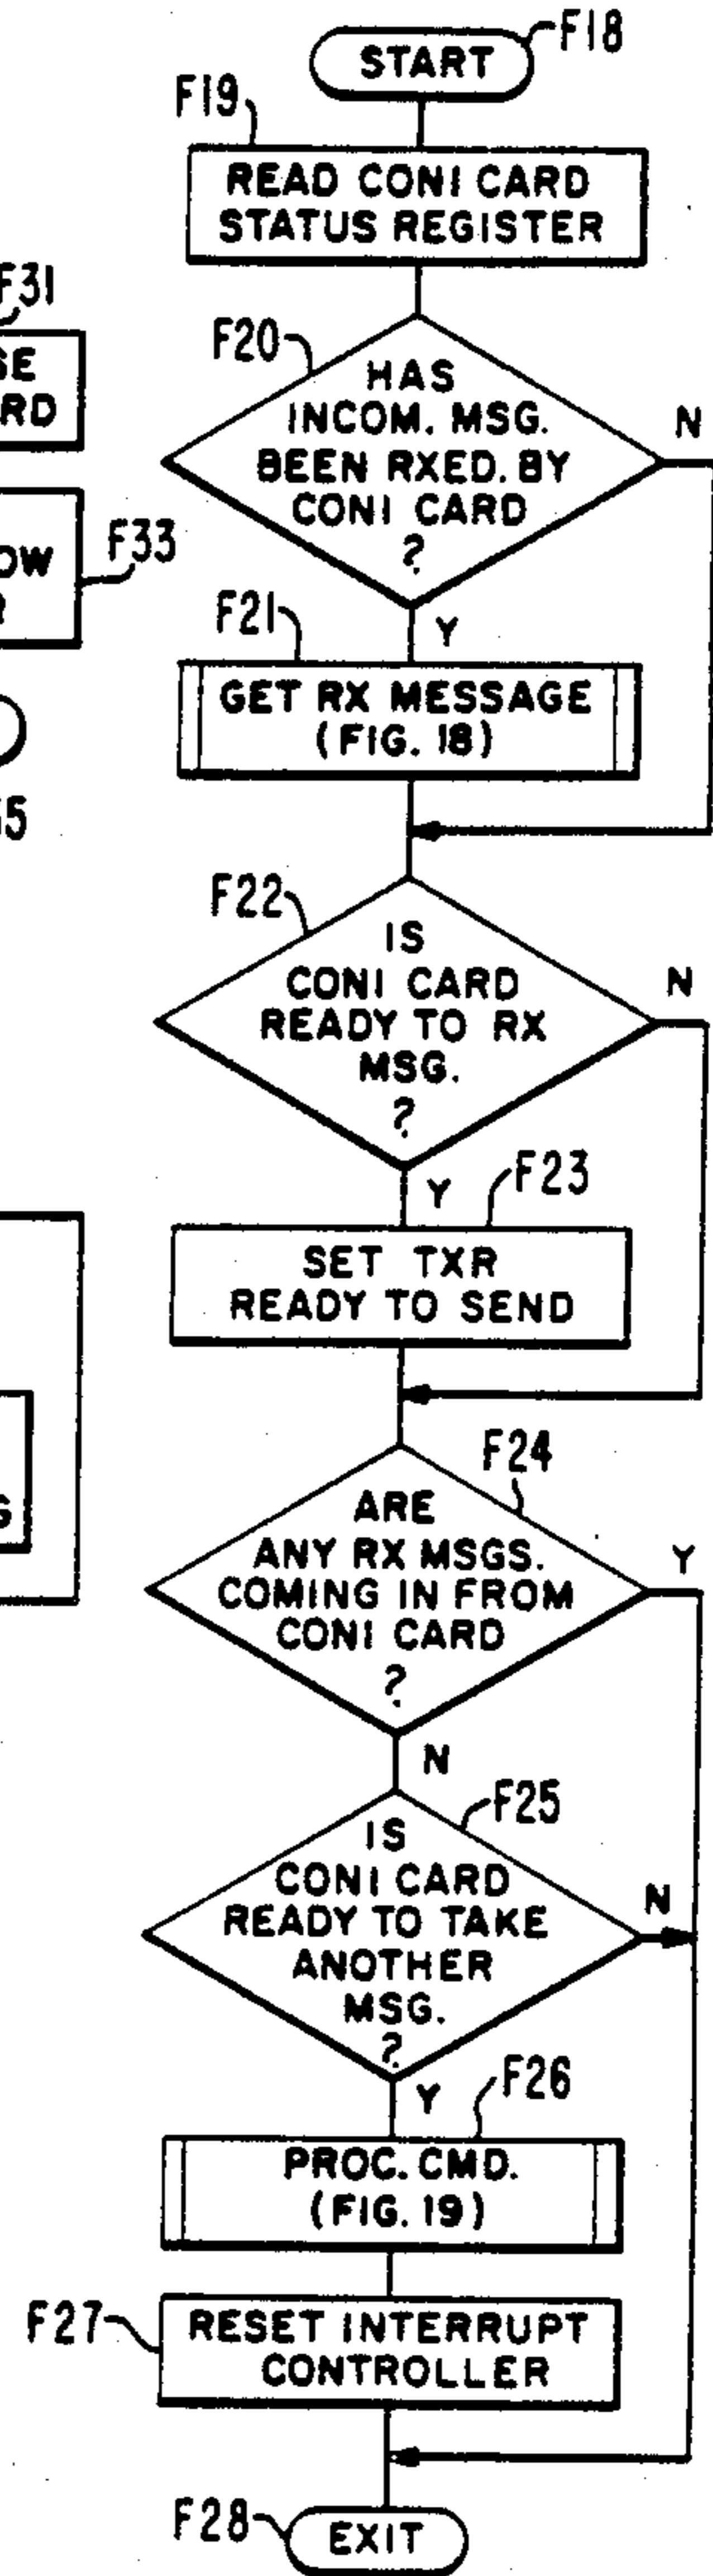 START
F18
F19
READ CONI CARD
STATUS REGISTER
F31
SE
RD
F20
HAS
INCOM. MSG.
BEEN RXED. BY
CONI CARD
?
N
OW
R
F33
Y
F21
GET RX MESSAGE
(FIG. 18)
F22
IS
CONI CARD
READY TO RX
MSG.
?
N
Y
F23
SET TXR
READY TO SEND
F24
ARE
ANY RX MSGS.
COMING IN FROM
CONI CARD
?
Y
N
F25
IS
CONI CARD
READY TO TAKE
ANOTHER
MSG.
?
N
Y
F26
PROC. CMD.
(FIG. 19)
F27
RESET INTERRUPT
CONTROLLER
F28
EXIT